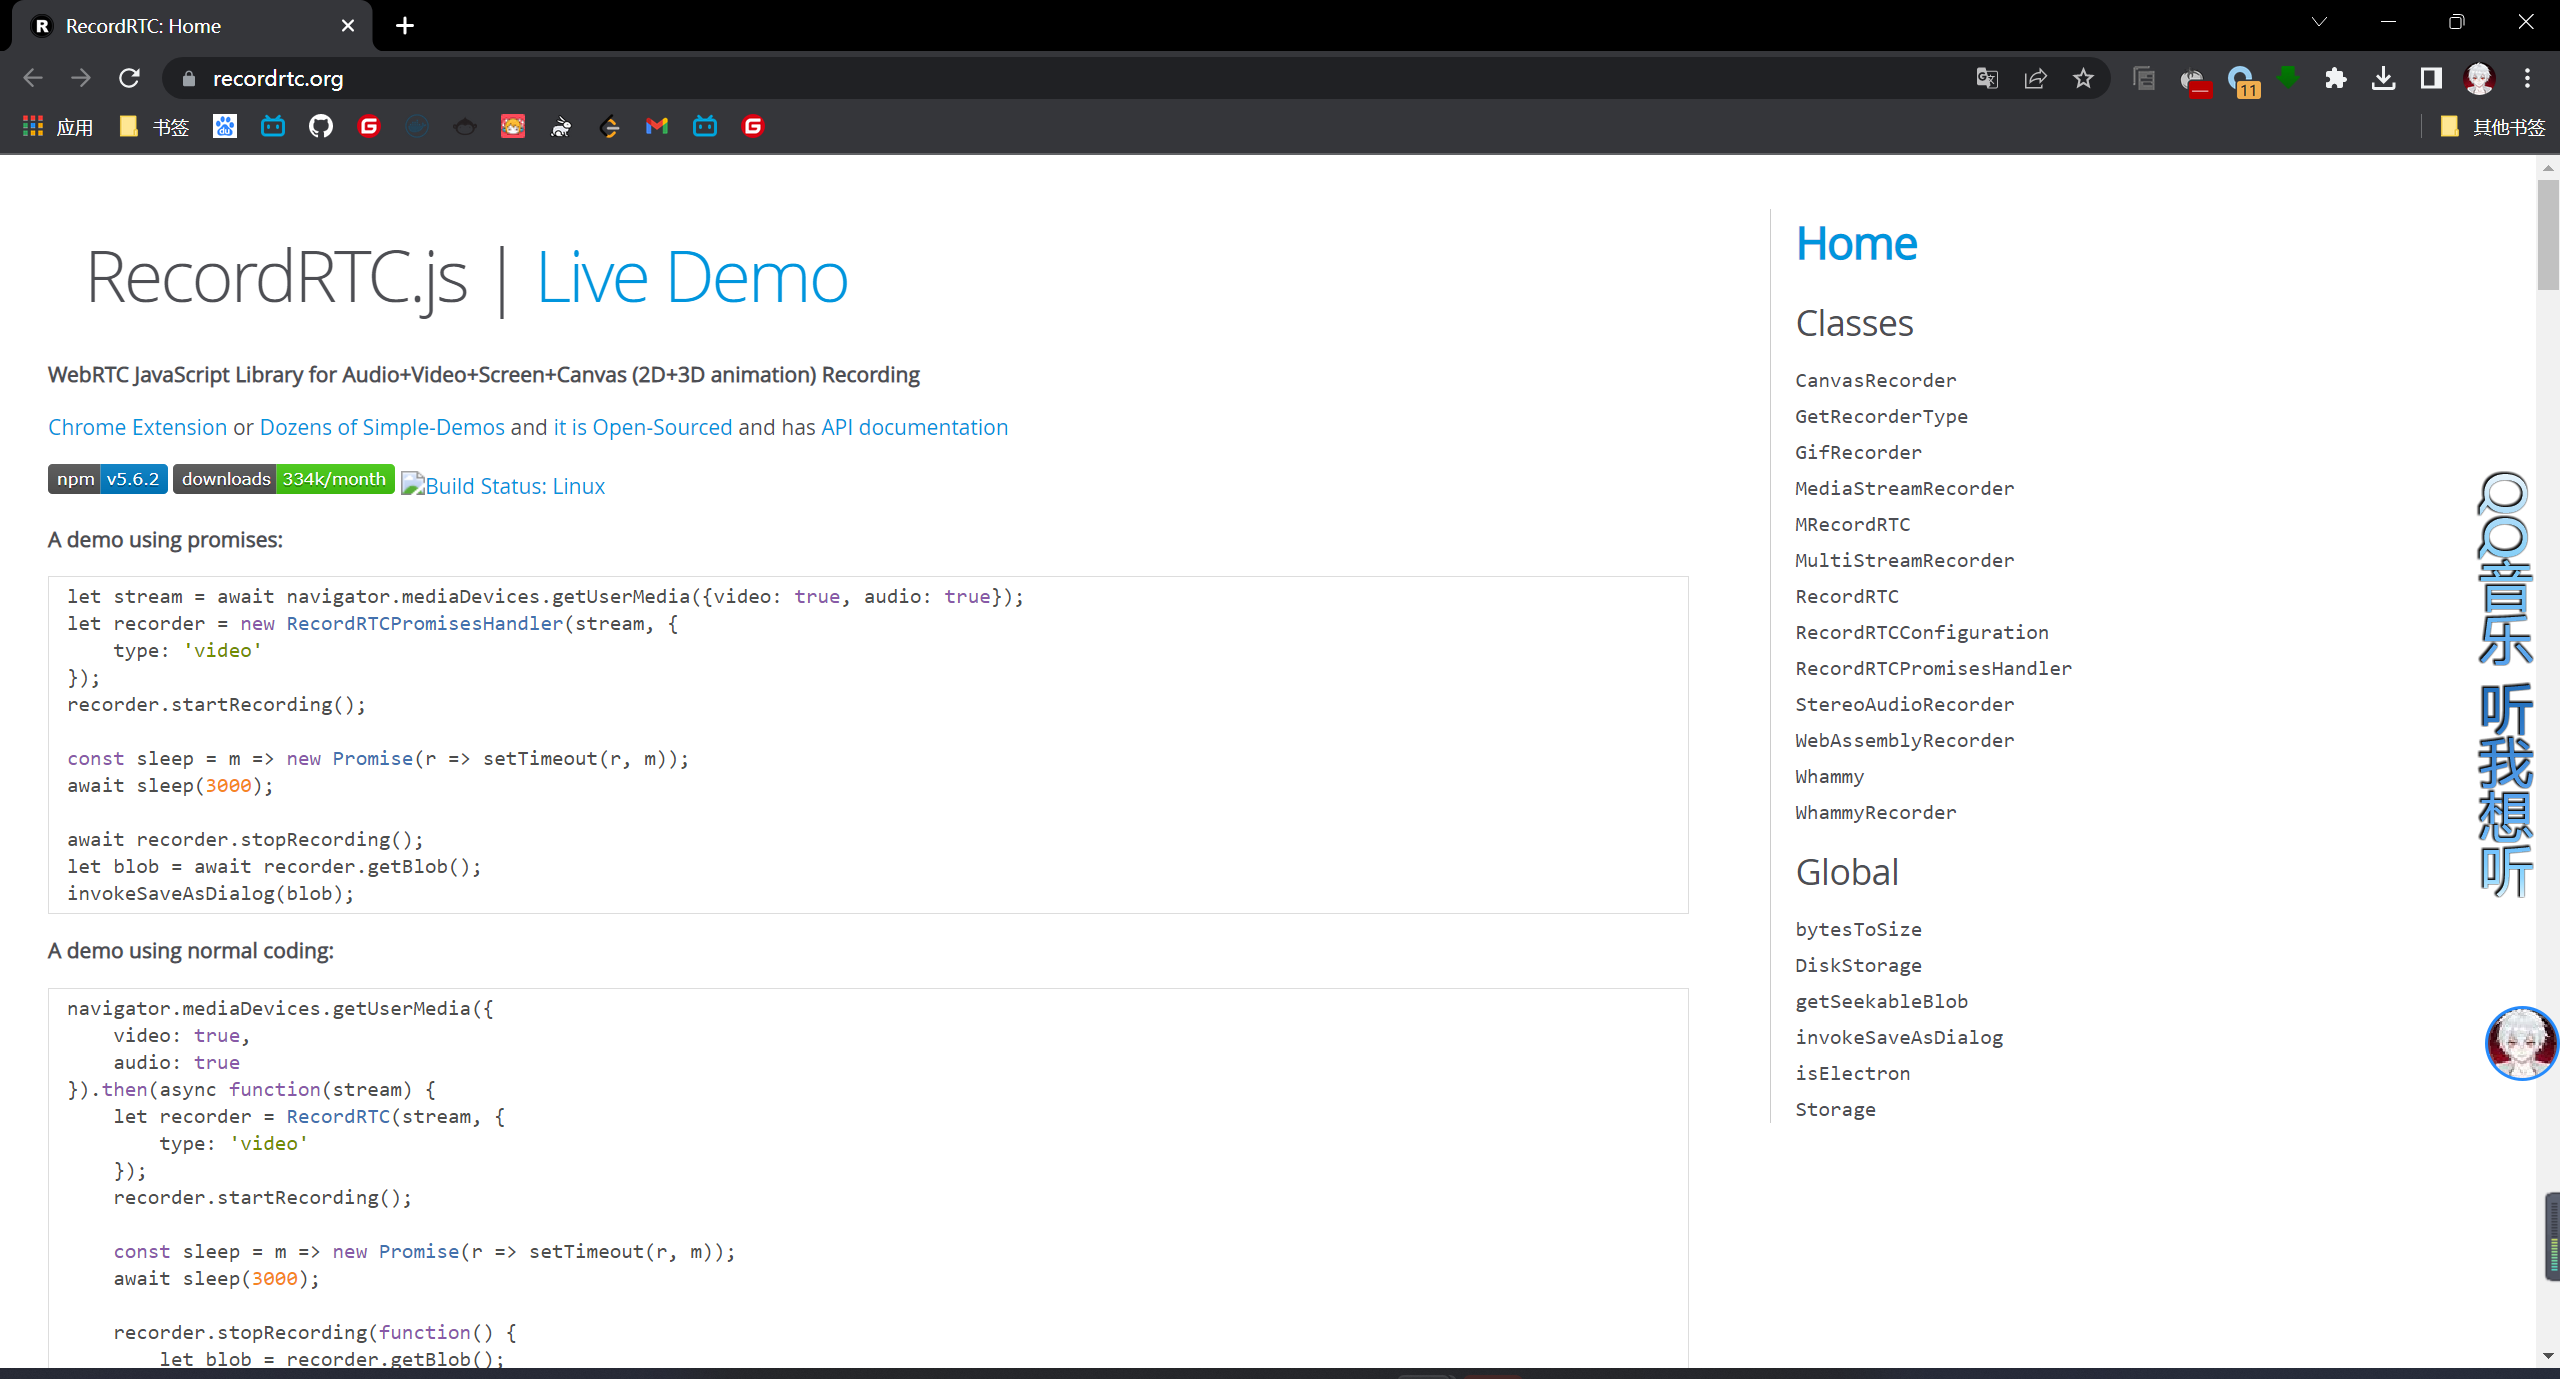 RecordRTC: Home
recordrtc.org
11
应用
书签
其他书签
RecordRTC.js | Live Demo
WebRTC JavaScript Library for Audio+Video+Screen+Canvas (2D+3D animation) Recording
Chrome Extension or Dozens of Simple-Demos and it is Open-Sourced and has API documentation
npm v5.6.2 downloads 334k/month Build Status: Linux
A demo using promises:
let stream = await navigator.mediaDevices.getUserMedia({video: true, audio: true});
let recorder = new RecordRTCPromisesHandler(stream, {
    type: 'video'
});
recorder.startRecording();
const sleep = m => new Promise(r => setTimeout(r, m));
await sleep(3000);
await recorder.stopRecording();
let blob = await recorder.getBlob();
invokeSaveAsDialog(blob);
A demo using normal coding:
navigator.mediaDevices.getUserMedia({
    video: true,
    audio: true
}).then(async function(stream) {
    let recorder = RecordRTC(stream, {
        type: 'video'
    });
    recorder.startRecording();
    const sleep = m => new Promise(r => setTimeout(r, m));
    await sleep(3000);
    recorder.stopRecording(function() {
        let blob = recorder.getBlob();
Home
Classes
CanvasRecorder
GetRecorderType
GifRecorder
MediaStreamRecorder
MRecordRTC
MultiStreamRecorder
RecordRTC
RecordRTCConfiguration
RecordRTCPromisesHandler
StereoAudioRecorder
WebAssemblyRecorder
Whammy
WhammyRecorder
Global
bytesToSize
DiskStorage
getSeekableBlob
invokeSaveAsDialog
isElectron
Storage
QQ音乐 听我想听